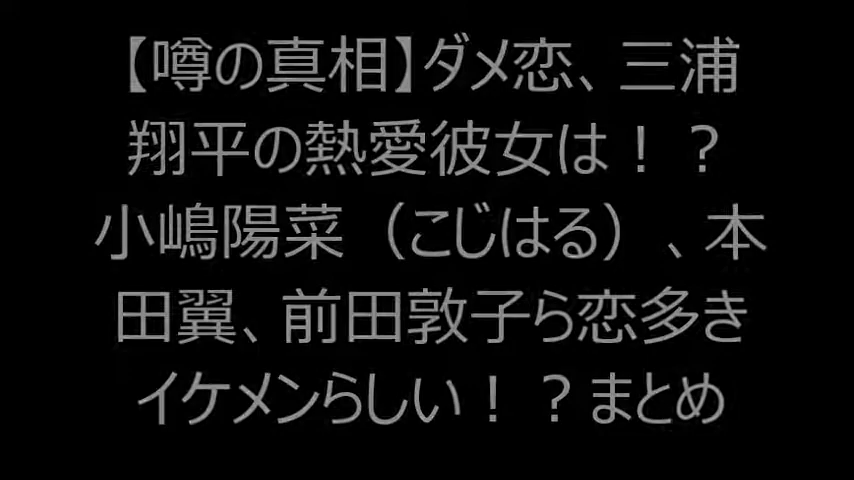 【噂の真相】ダメ恋、三浦
翔平の熱愛彼女は！？
小嶋陽菜（こじはる）、本
田翼、前田敦子ら恋多き
イケメンらしい！？まとめ